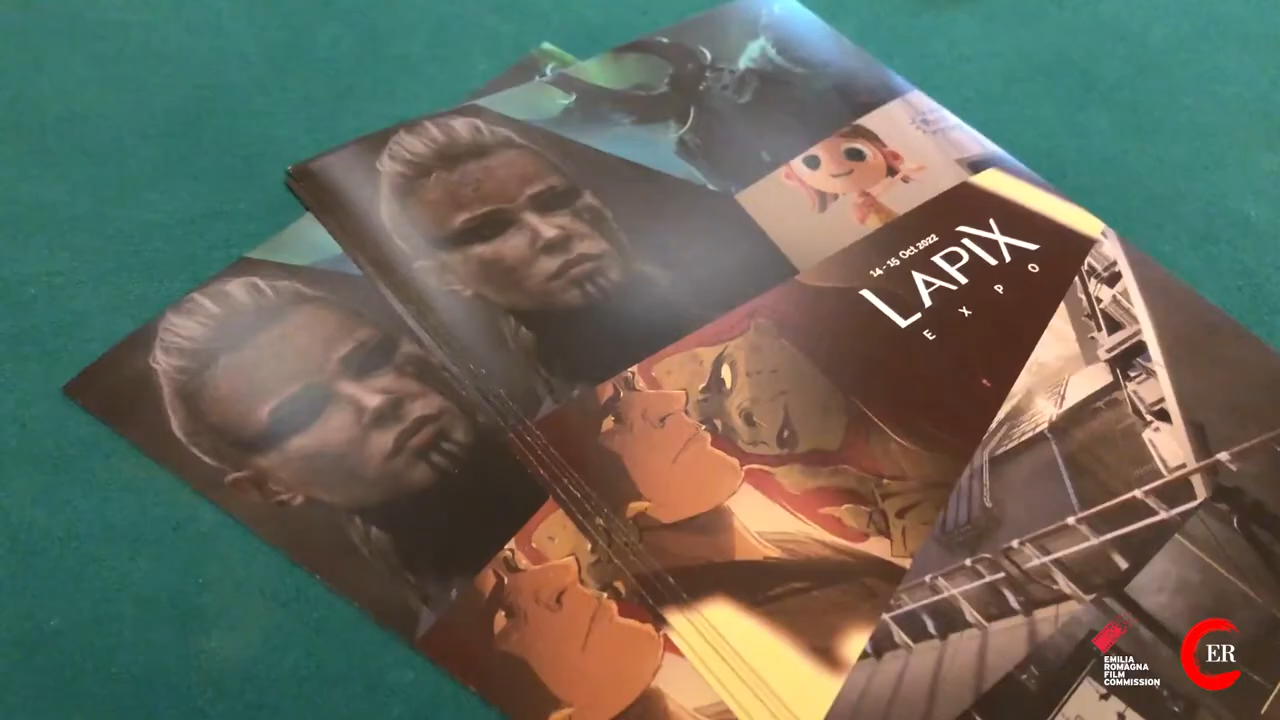 14 - 15 Oct 2022
LAPIX
EXPO
EMILIA
ROMAGNA
FILM
COMMISSION
ER